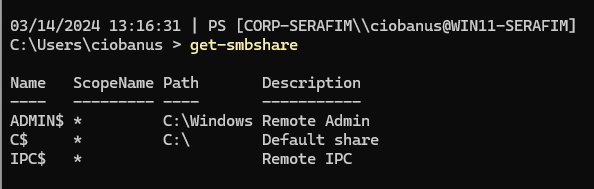 03/14/2024 13:16:31 | PS [CORP-SERAFIM\\ciobanus@WIN11-SERAFIM]
C:\Users\ciobanus > get-smbshare
Name   ScopeName Path       Description
----   --------- ----       -----------
ADMIN$ *         C:\Windows Remote Admin
C$     *         C:\        Default share
IPC$   *                    Remote IPC